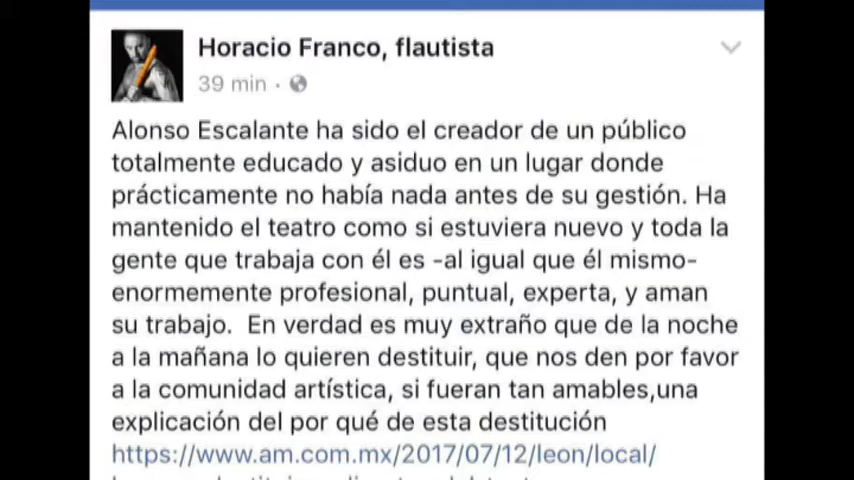 Horacio Franco, flautista
39 min ·
Alonso Escalante ha sido el creador de un público
totalmente educado y asiduo en un lugar donde
prácticamente no había nada antes de su gestión. Ha
mantenido el teatro como si estuviera nuevo y toda la
gente que trabaja con él es -al igual que él mismo-
enormemente profesional, puntual, experta, y aman
su trabajo.  En verdad es muy extraño que de la noche
a la mañana lo quieren destituir, que nos den por favor
a la comunidad artística, si fueran tan amables,una
explicación del por qué de esta destitución
https://www.am.com.mx/2017/07/12/leon/local/